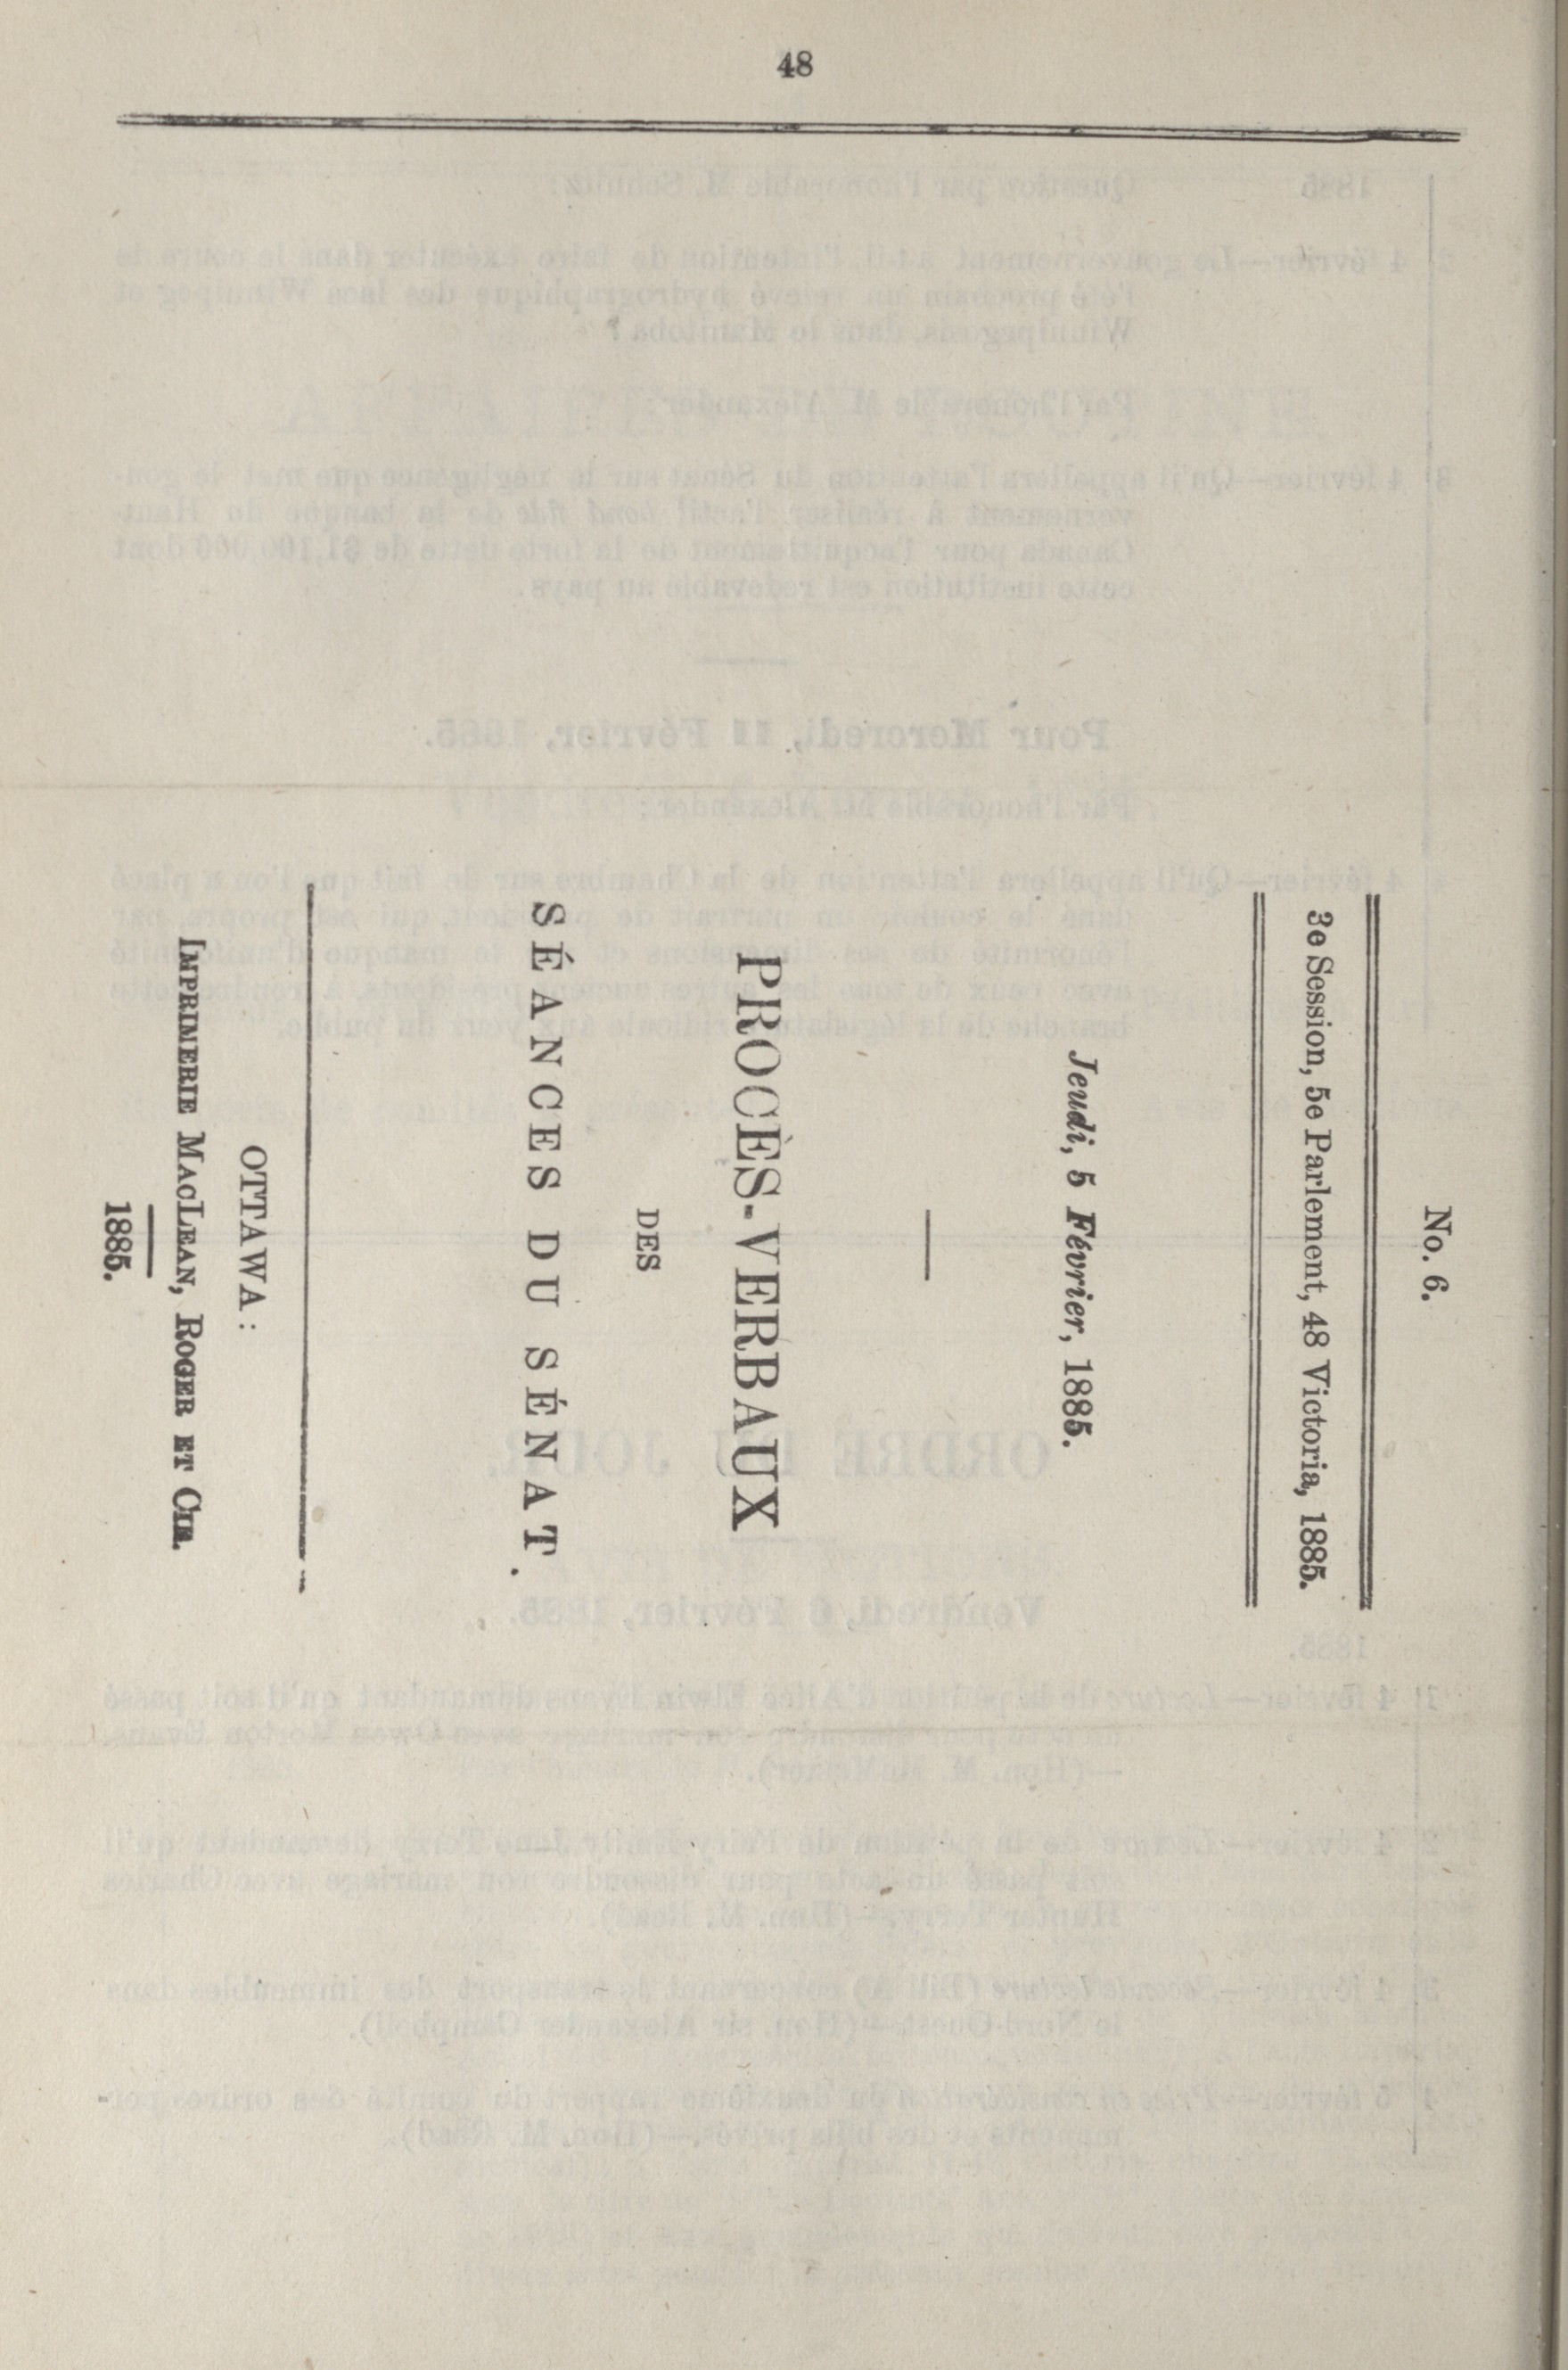 48
No. 6.
3e Session, 5e Parlement, 48 Victoria, 1885.
Jeudi, 5 Février, 1885.
PROCÈS-VERBAUX
DES
SÉANCES DU SÉNAT.
OTTAWA :
IMPRIMERIE MACLEAN, ROGER ET CIE.
1885.